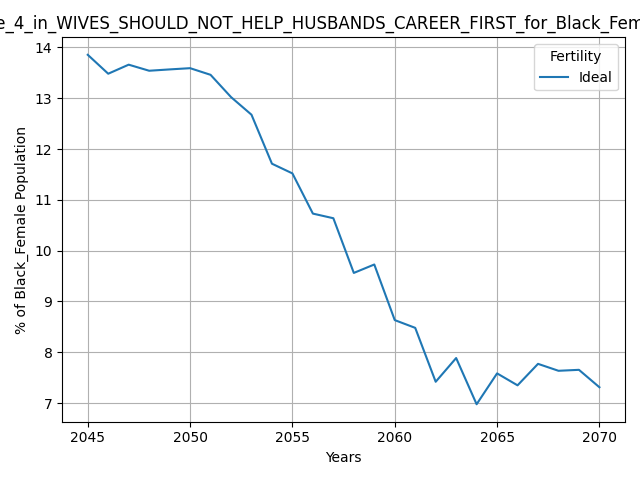 e_4_in_WIVES_SHOULD_NOT_HELP_HUSBANDS_CAREER_FIRST_for_Black_Fem
14
13
12
11
10
9
8
7
% of Black_Female Population
Fertility
Ideal
2045
2050
2055
2060
2065
2070
Years